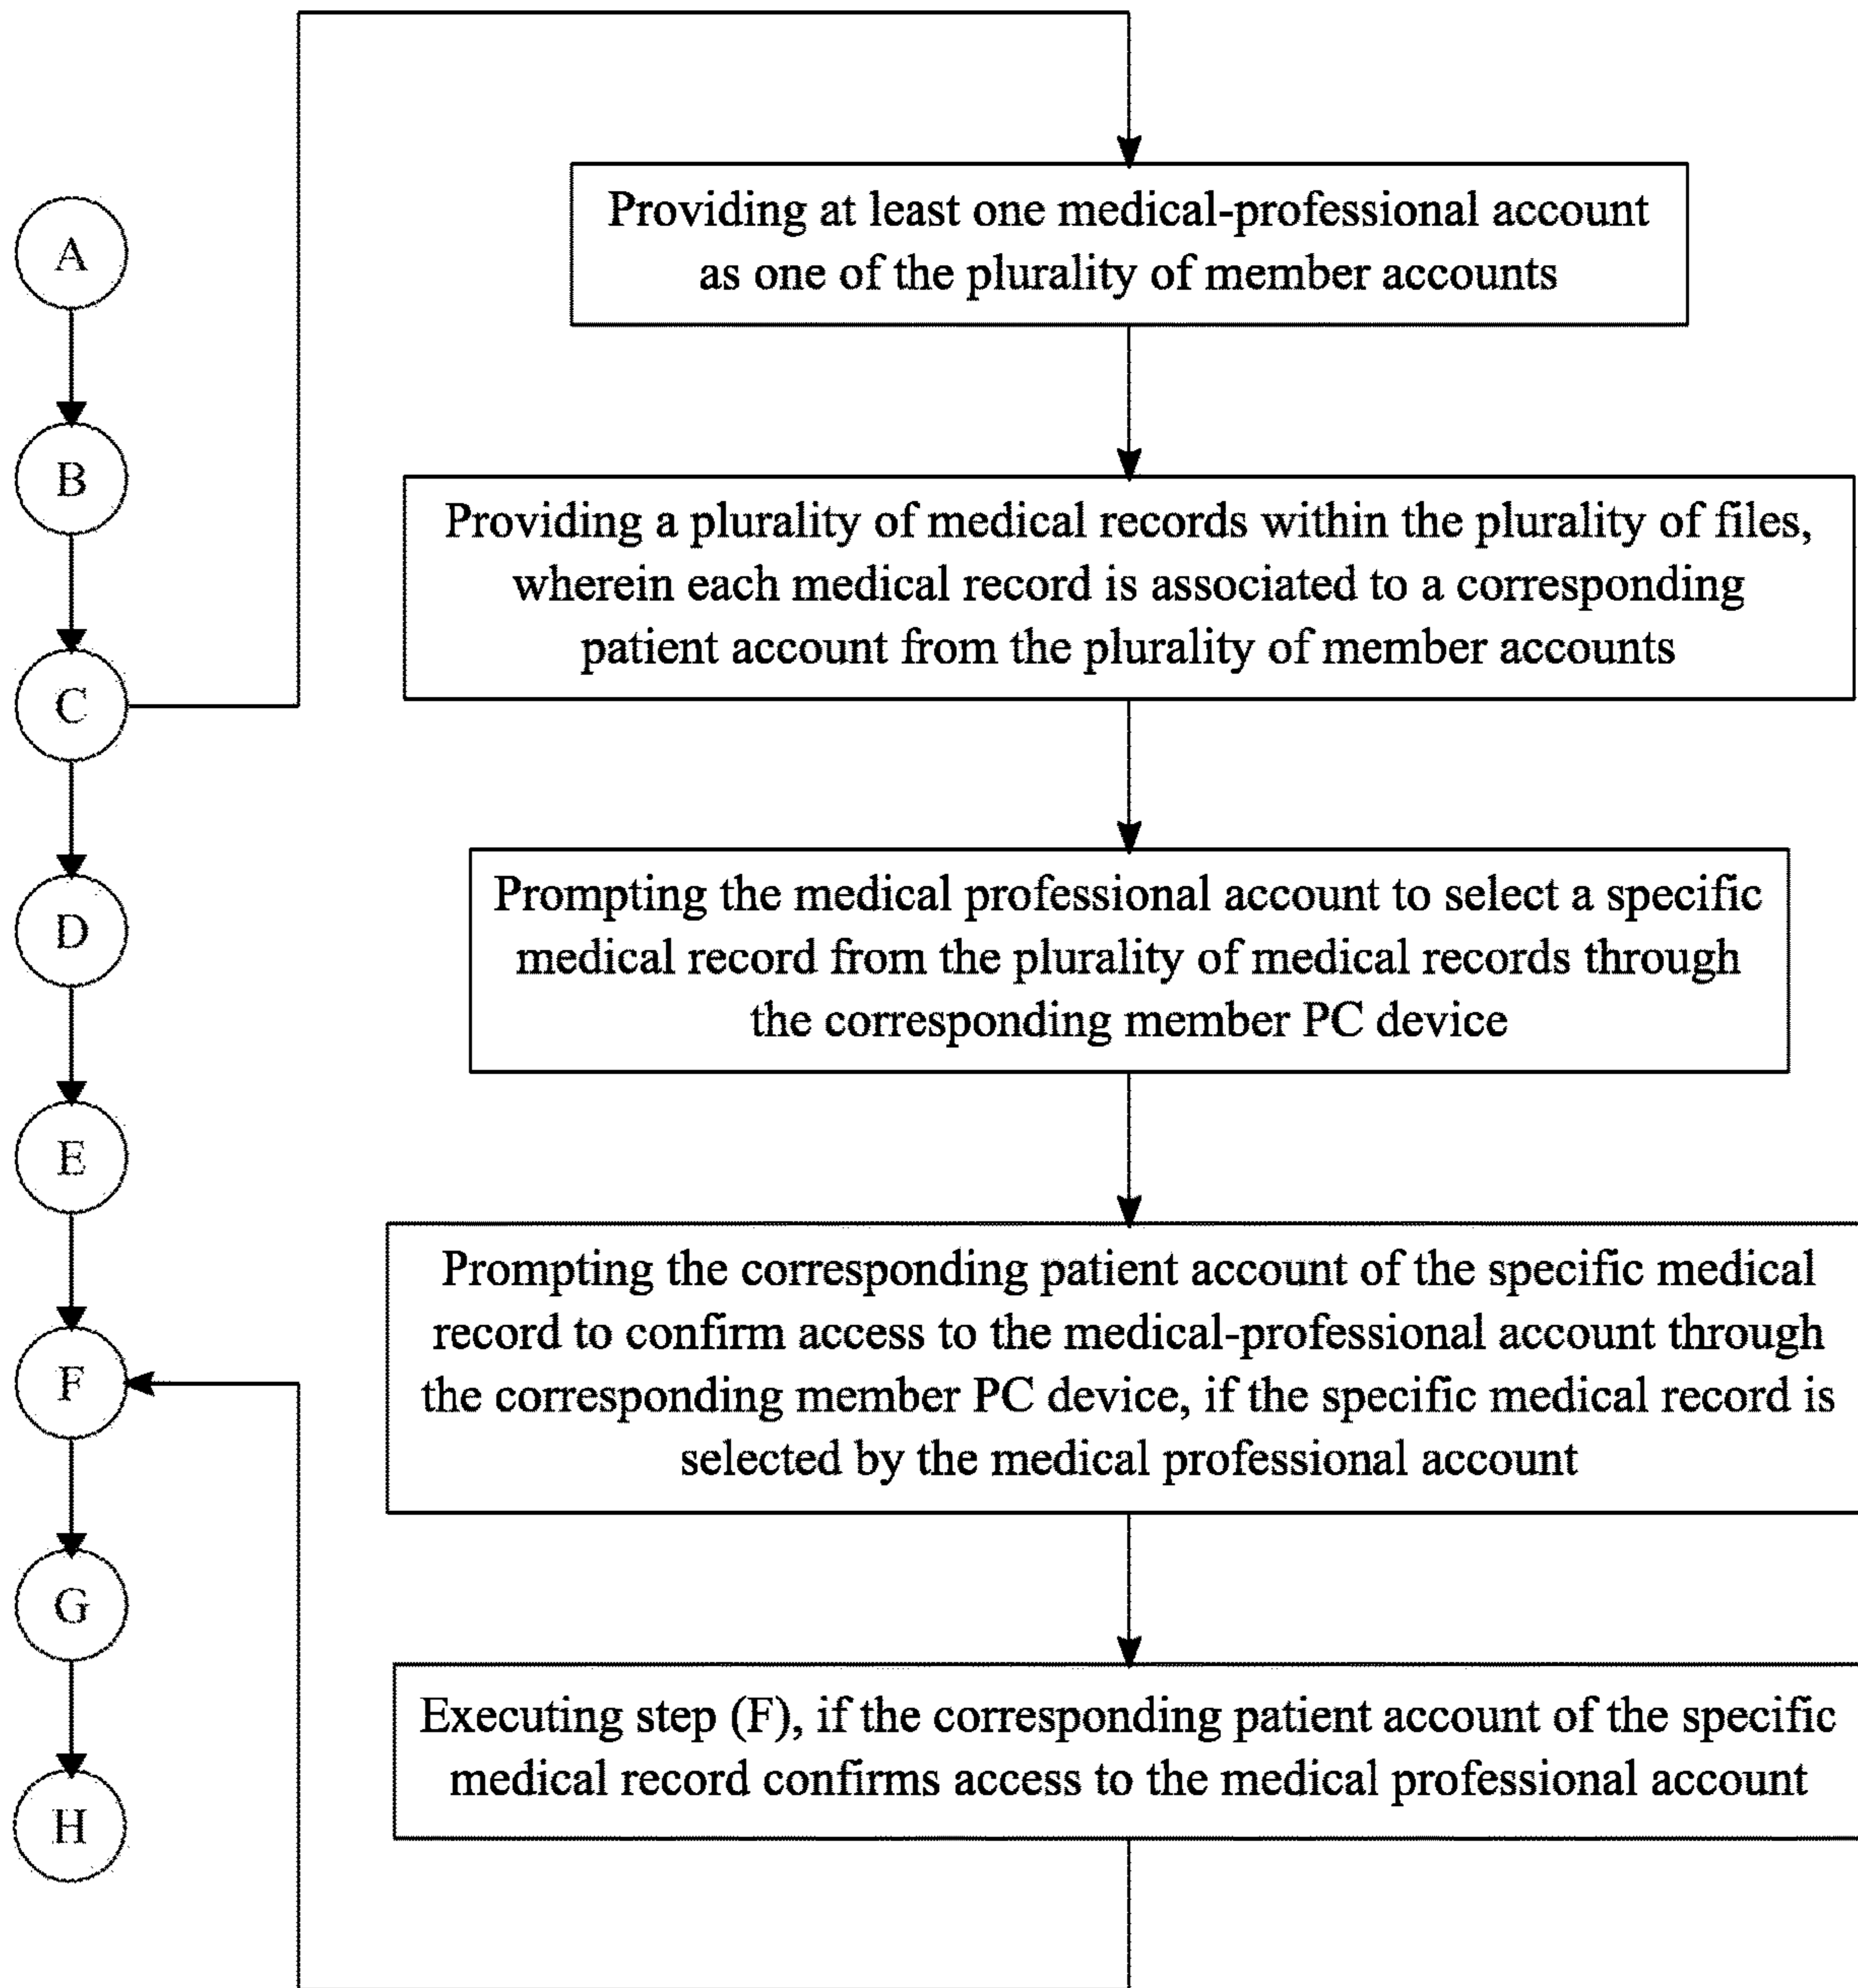 A
B
C
D
E
F
G
H
Providing at least one medical-professional account
as one of the plurality of member accounts
Providing a plurality of medical records within the plurality of files,
wherein each medical record is associated to a corresponding
patient account from the plurality of member accounts
Prompting the medical professional account to select a specific
medical record from the plurality of medical records through
the corresponding member PC device
Prompting the corresponding patient account of the specific medical
record to confirm access to the medical-professional account through
the corresponding member PC device, if the specific medical record is
selected by the medical professional account
Executing step (F), if the corresponding patient account of the specific
medical record confirms access to the medical professional account